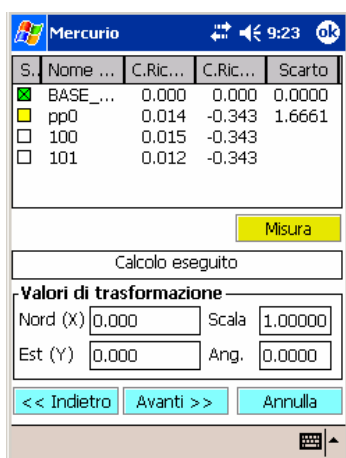 Mercurio 9:23 ok
S. Nome ... C.Ric... C.Ric... Scarto
BASE_... 0.000 0.000 0.0000
pp0 0.014 -0.343 1.6661
100 0.015 -0.343
101 0.012 -0.343
Misura
Calcolo eseguito
Valori di trasformazione
Nord (X) 0.000 Scala 1.00000
Est (Y) 0.000 Ang. 0.0000
<< Indietro Avanti >> Annulla